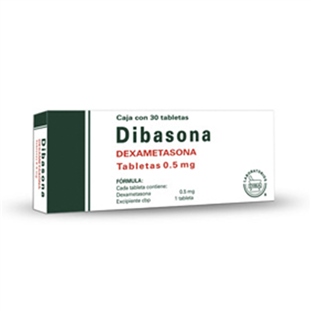 Caja con 30 tabletas
Dibasona
DEXAMETASONA
Tabletas 0.5 mg
FÓRMULA:
Cada tableta contiene:
Dexametasona 0.5 mg
Excipiente cbp 1 tableta